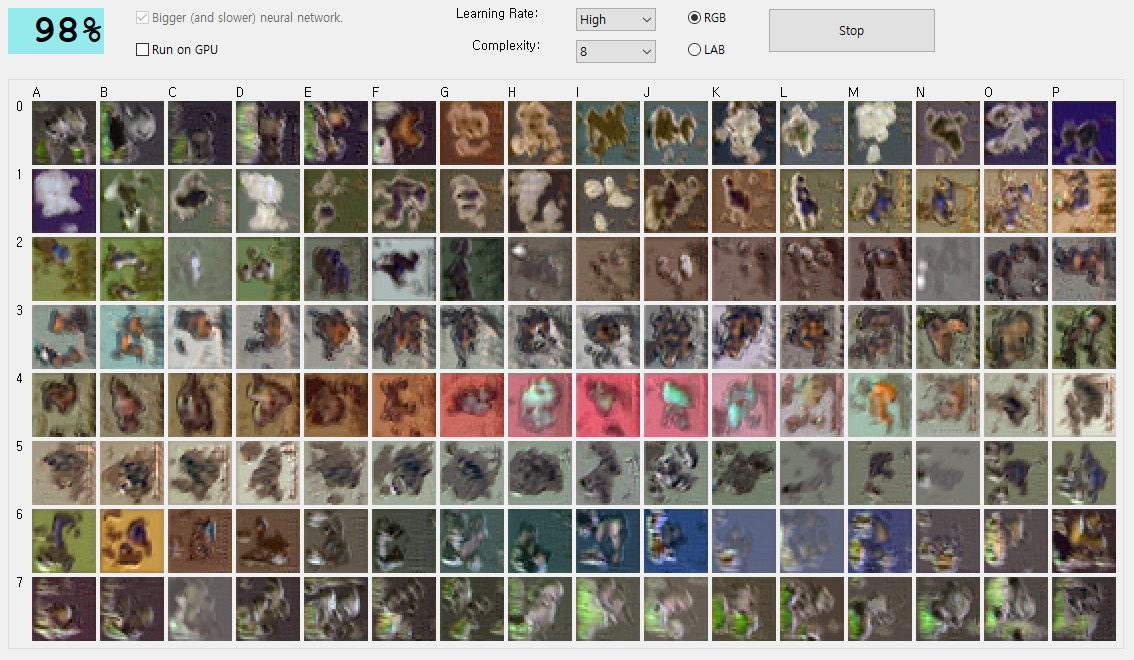 98%
Bigger (and slower) neural network.
Run on GPU
Learning Rate:
High
Complexity:
8
RGB
LAB
Stop
A B C D E F G H I J K L M N O P
0
1
2
3
4
5
6
7